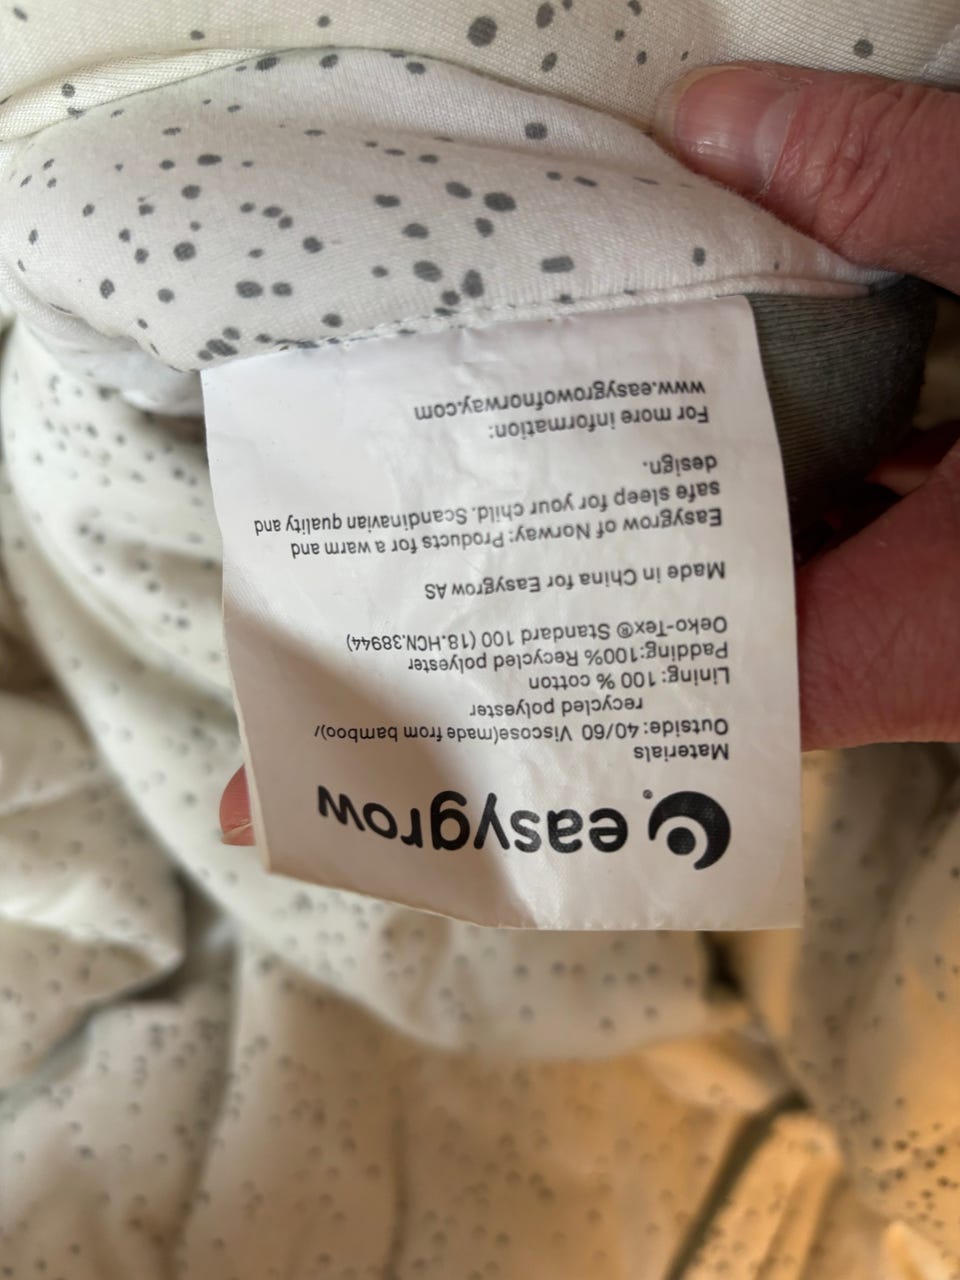 easygrow®
Materials
Outside: 40/60 Viscose(made from bamboo)/
recycled polyester
Lining: 100 % cotton
Padding:100% Recycled polyester
Oeko-Tex® Standard 100 (18.HCN.38944)
Made in China for Easygrow AS
Easygrow of Norway: Products for a warm and
safe sleep for your child. Scandinavian quality and
design.
For more information:
www.easygrowofnorway.com